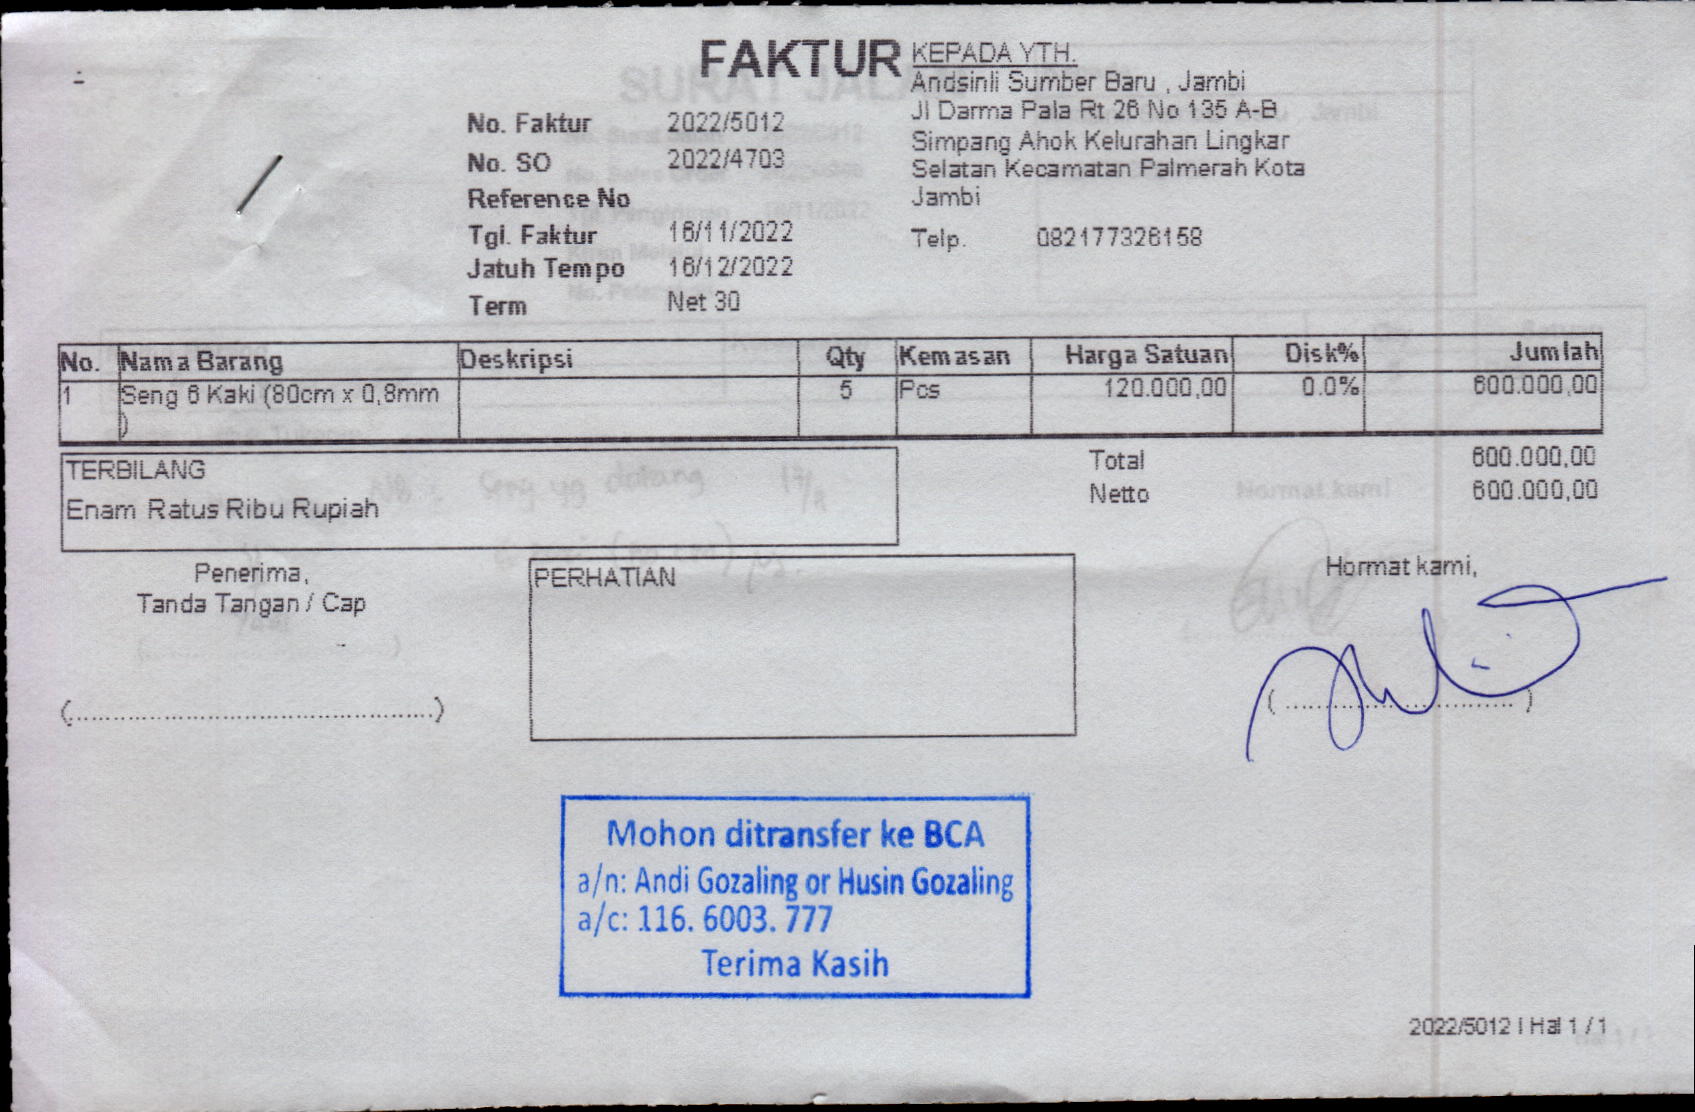 FAKTUR
No. Faktur 2022/5012
No. SO 2022/4703
Reference No
Tgl. Faktur 16/11/2022
Jatuh Tempo 16/12/2022
Term Net 30
KEPADA YTH.
Andsinli Sumber Baru , Jambi
Jl Darma Pala Rt 26 No 135 A-B
Simpang Ahok Kelurahan Lingkar
Selatan Kecamatan Palmerah Kota
Jambi
Telp. 082177326158
No. Nama Barang Deskripsi Qty Kemasan Harga Satuan Disk% Jumlah
1 Seng 6 Kaki (80cm x 0,8mm 5 Pcs 120.000,00 0.0% 600.000,00
)
TERBILANG
Enam Ratus Ribu Rupiah
Total 600.000,00
Netto 600.000,00
Penerima,
Tanda Tangan / Cap
(..................................................)
PERHATIAN
Hormat kami,
(..................................)
Mohon ditransfer ke BCA
a/n: Andi Gozaling or Husin Gozaling
a/c: 116. 6003. 777
Terima Kasih
2022/5012 | Hal 1 / 1